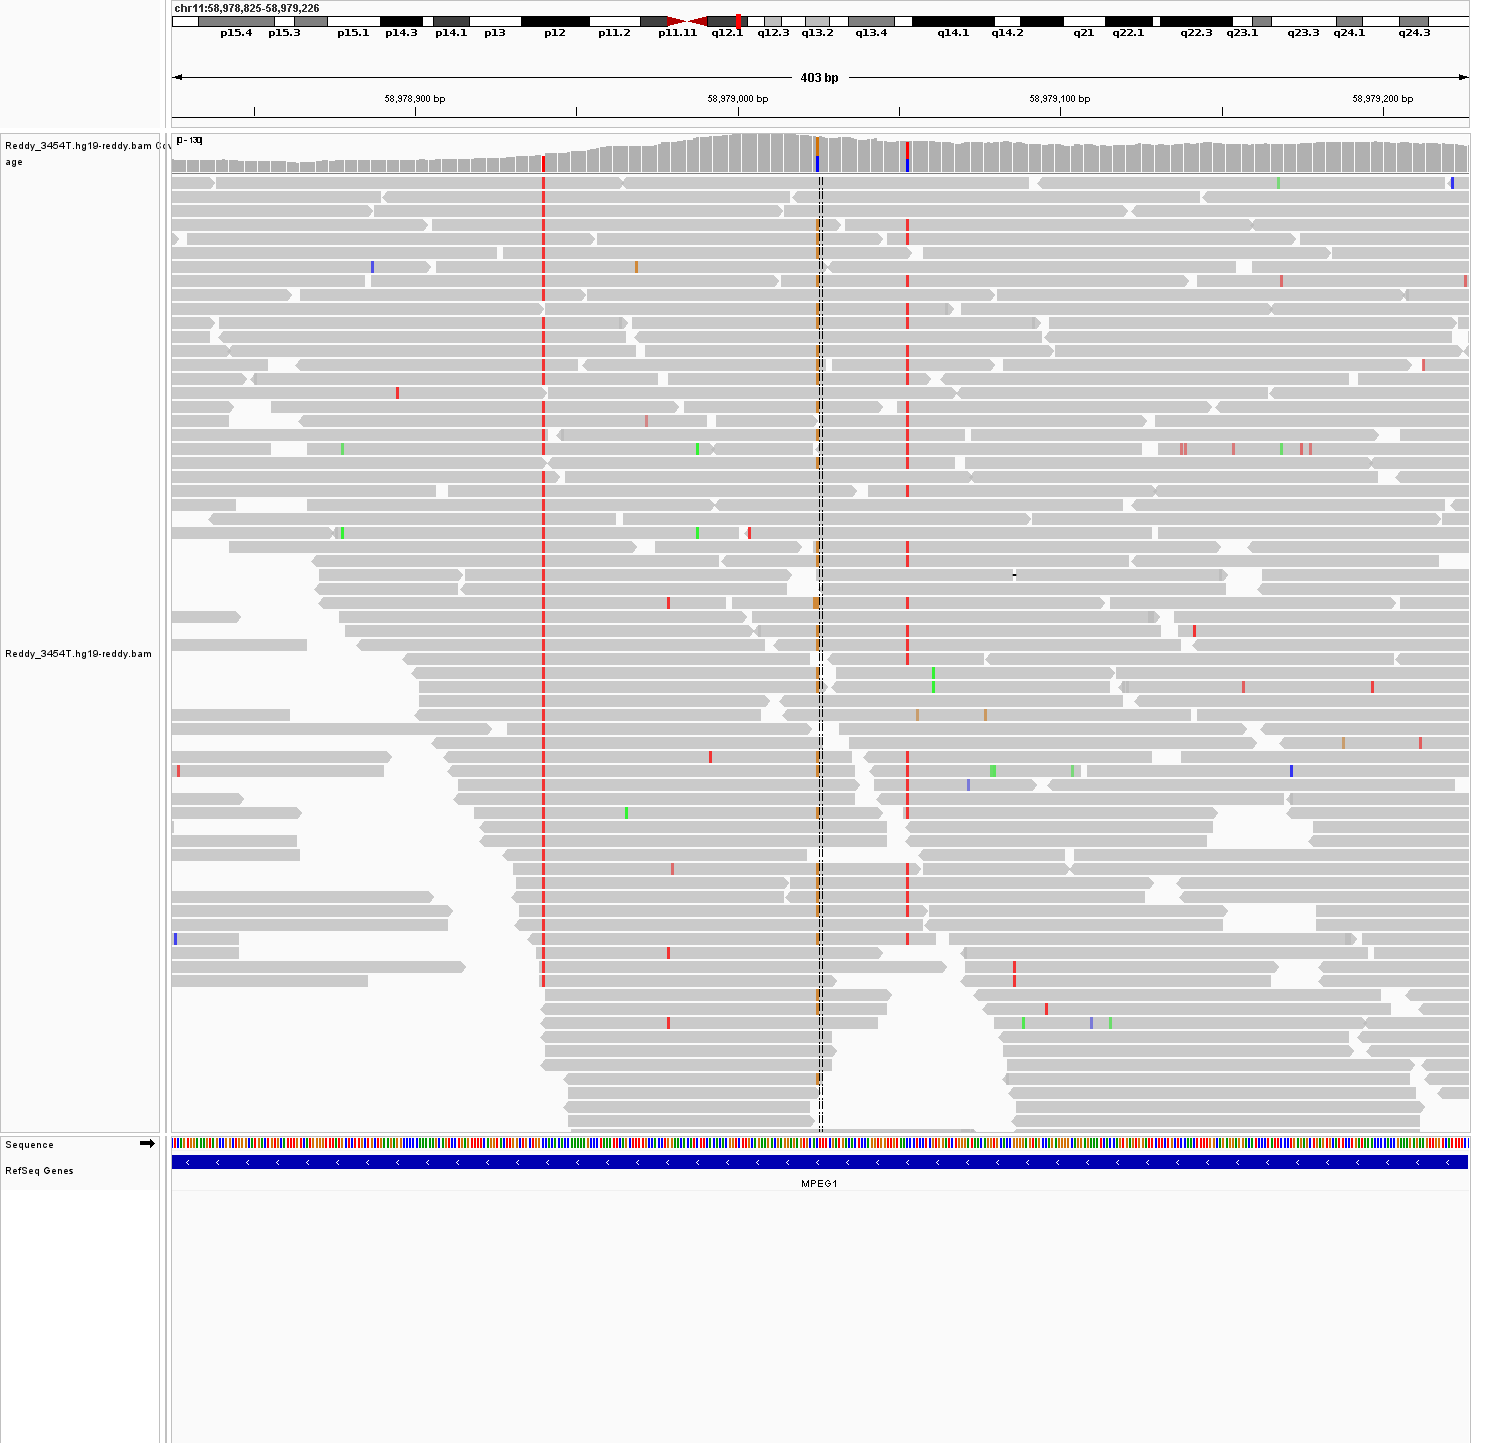 chr11:58,978,825-58,979,226
p15.4 p15.3 p15.1 p14.3 p14.1 p13 p12 p11.2 p11.11 q12.1 q12.3 q13.2 q13.4 q14.1 q14.2 q21 q22.1 q22.3 q23.1 q23.3 q24.1 q24.3
403 bp
58,978,900 bp 58,979,000 bp 58,979,100 bp 58,979,200 bp
[0 - 130]
Reddy_3454T.hg19-reddy.bam Cov
age
Reddy_3454T.hg19-reddy.bam
Sequence
RefSeq Genes
MPEG1